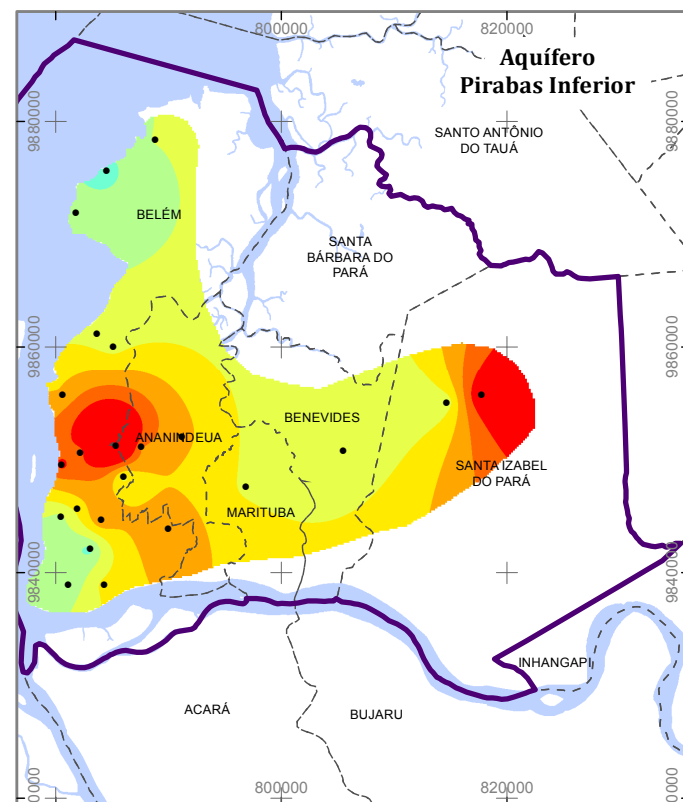 800000
820000
Aquífero
Pirabas Inferior
9880000
9880000
SANTO ANTÔNIO
DO TAUÁ
BELÉM
SANTA
BÁRBARA DO
PARÁ
9860000
9860000
BENEVIDES
ANANINDEUA
SANTA IZABEL
DO PARÁ
MARITUBA
9840000
9840000
INHANGAPI
ACARÁ
BUJARU
800000
820000